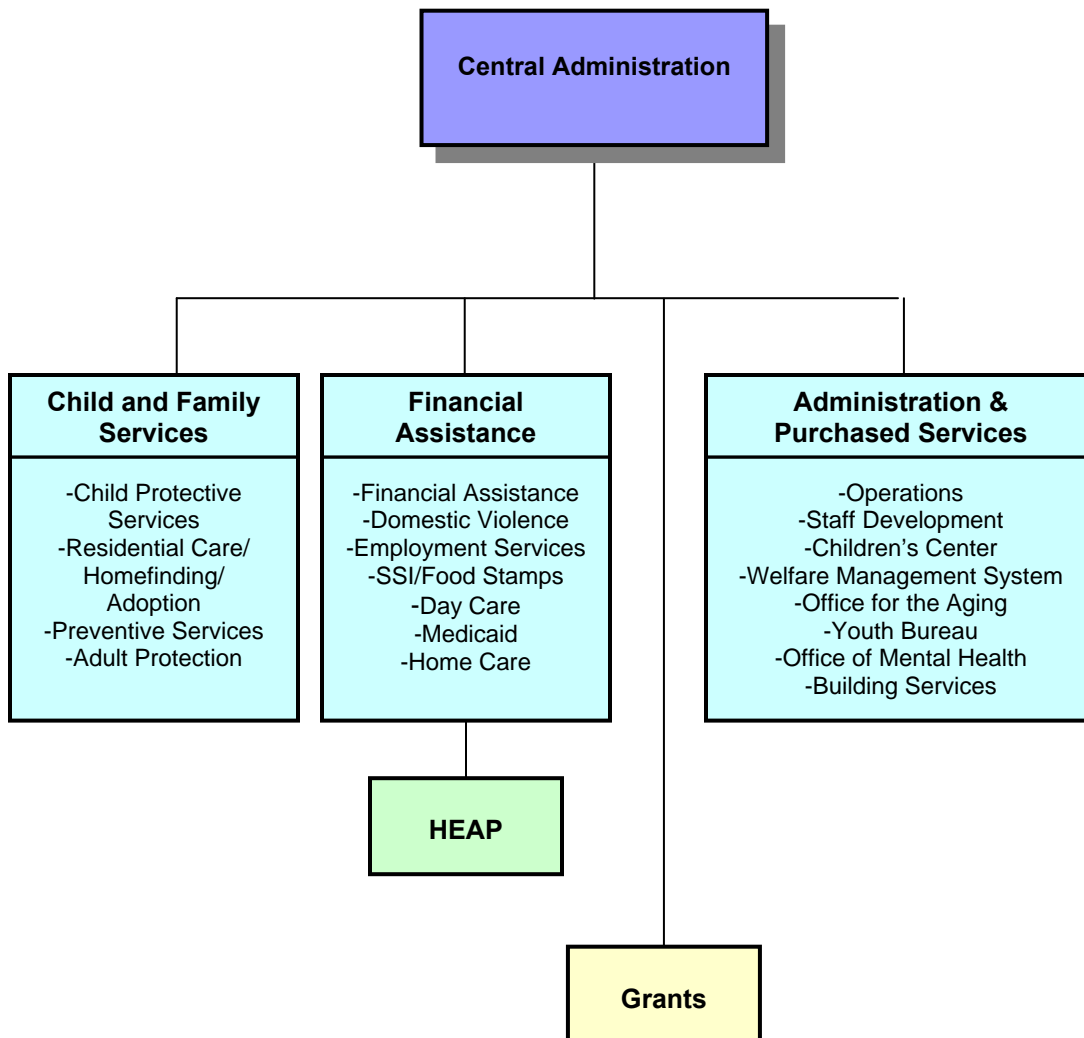 Central Administration
Child and Family
Services
-Child Protective
Services
-Residential Care/
Homefinding/
Adoption
-Preventive Services
-Adult Protection
Financial
Assistance
-Financial Assistance
-Domestic Violence
-Employment Services
-SSI/Food Stamps
-Day Care
-Medicaid
-Home Care
Administration &
Purchased Services
-Operations
-Staff Development
-Children’s Center
-Welfare Management System
-Office for the Aging
-Youth Bureau
-Office of Mental Health
-Building Services
HEAP
Grants